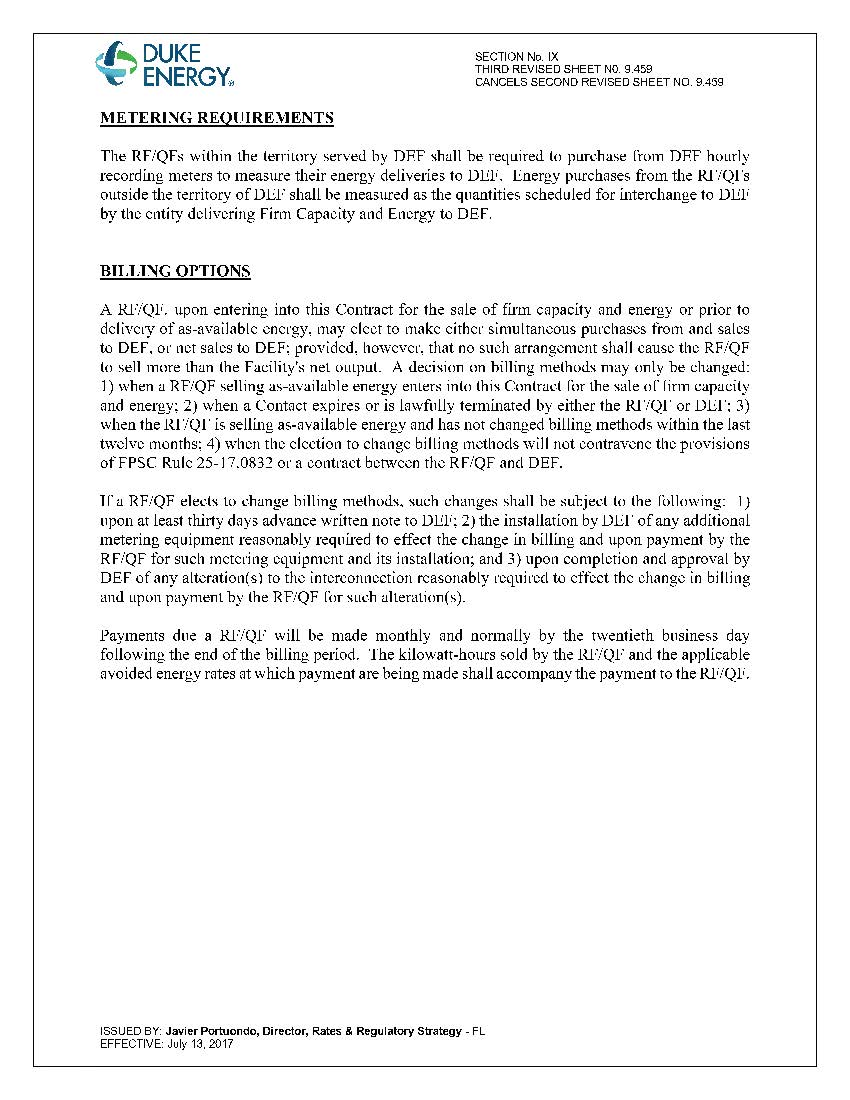 DUKE
ENERGY®
SECTION No. IX
THIRD REVISED SHEET N0. 9.459
CANCELS SECOND REVISED SHEET NO. 9.459
METERING REQUIREMENTS
The RF/QFs within the territory served by DEF shall be required to purchase from DEF hourly
recording meters to measure their energy deliveries to DEF. Energy purchases from the RF/QFs
outside the territory of DEF shall be measured as the quantities scheduled for interchange to DEF
by the entity delivering Firm Capacity and Energy to DEF.
BILLING OPTIONS
A RF/QF, upon entering into this Contract for the sale of firm capacity and energy or prior to
delivery of as-available energy, may elect to make either simultaneous purchases from and sales
to DEF, or net sales to DEF; provided, however, that no such arrangement shall cause the RF/QF
to sell more than the Facility's net output. A decision on billing methods may only be changed:
1) when a RF/QF selling as-available energy enters into this Contract for the sale of firm capacity
and energy; 2) when a Contact expires or is lawfully terminated by either the RF/QF or DEF; 3)
when the RF/QF is selling as-available energy and has not changed billing methods within the last
twelve months; 4) when the election to change billing methods will not contravene the provisions
of FPSC Rule 25-17.0832 or a contract between the RF/QF and DEF.
If a RF/QF elects to change billing methods, such changes shall be subject to the following: 1)
upon at least thirty days advance written note to DEF; 2) the installation by DEF of any additional
metering equipment reasonably required to effect the change in billing and upon payment by the
RF/QF for such metering equipment and its installation; and 3) upon completion and approval by
DEF of any alteration(s) to the interconnection reasonably required to effect the change in billing
and upon payment by the RF/QF for such alteration(s).
Payments due a RF/QF will be made monthly and normally by the twentieth business day
following the end of the billing period. The kilowatt-hours sold by the RF/QF and the applicable
avoided energy rates at which payment are being made shall accompany the payment to the RF/QF.
ISSUED BY: Javier Portuondo, Director, Rates & Regulatory Strategy - FL
EFFECTIVE: July 13, 2017